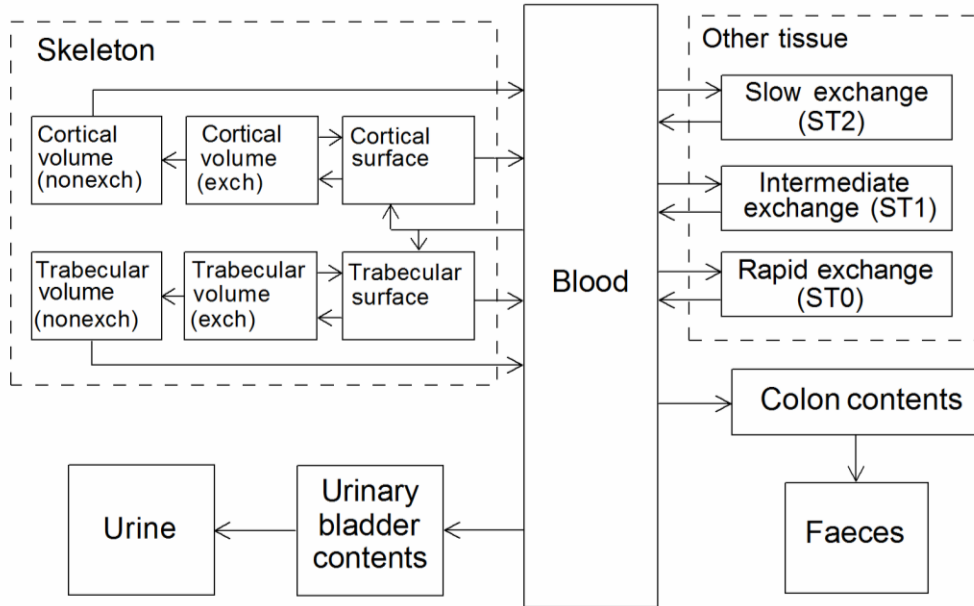 Skeleton
Cortical
volume
(nonexch)
Cortical
volume
(exch)
Cortical
surface
Trabecular
volume
(nonexch)
Trabecular
volume
(exch)
Trabecular
surface
Blood
Other tissue
Slow exchange
(ST2)
Intermediate
exchange (ST1)
Rapid exchange
(ST0)
Colon contents
Faeces
Urinary
bladder
contents
Urine